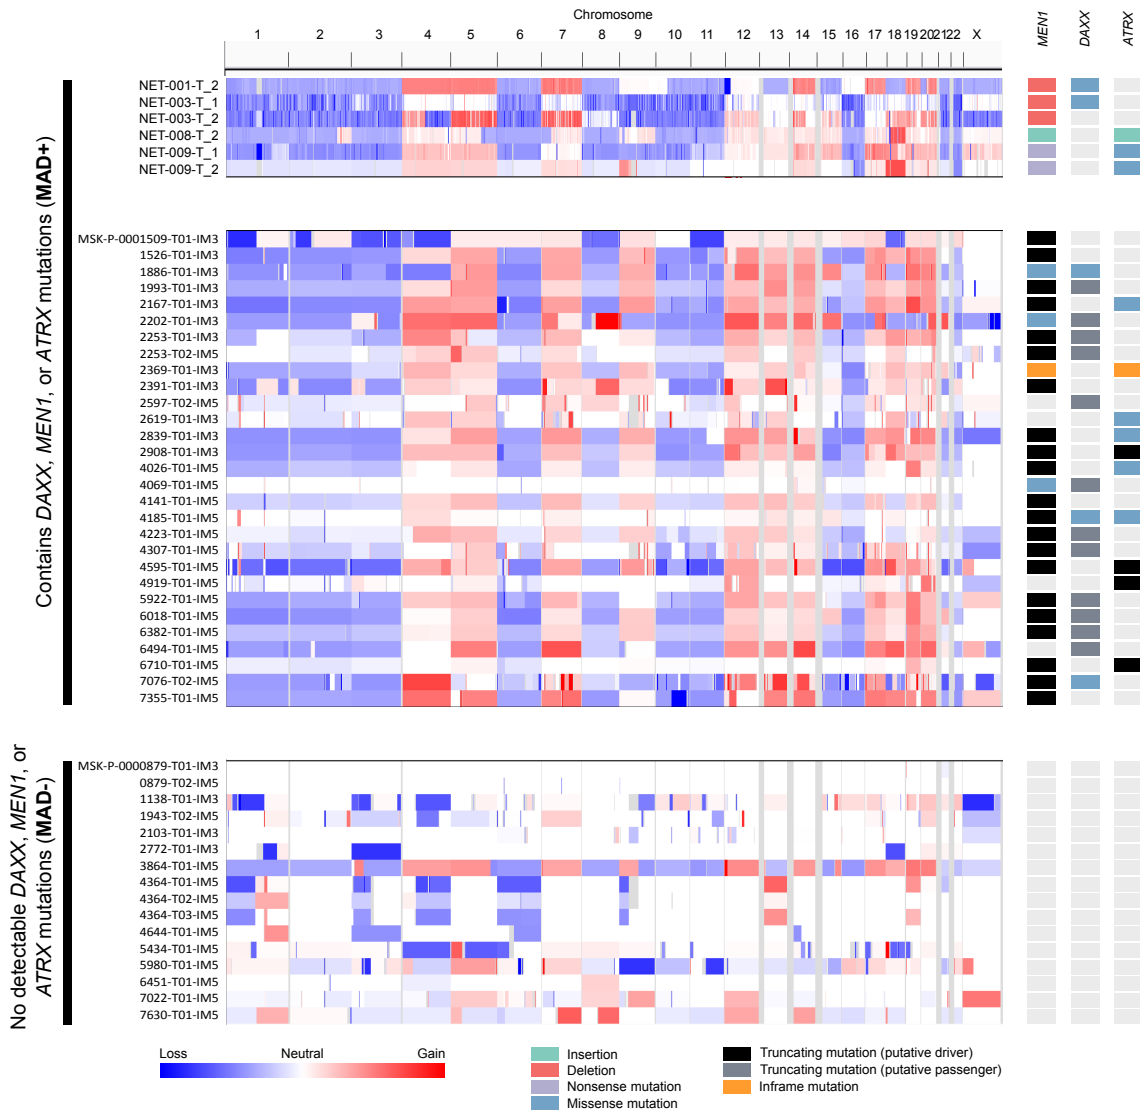 Chromosome
1 2 3 4 5 6 7 8 9 10 11 12 13 14 15 16 17 18 19 20 21 22 X
MEN1 DAXX ATRX
Contains DAXX, MEN1, or ATRX mutations (MAD+)
NET-001-T_2
NET-003-T_1
NET-003-T_2
NET-008-T_2
NET-009-T_1
NET-009-T_2
MSK-P-0001509-T01-IM3
1526-T01-IM3
1886-T01-IM3
1993-T01-IM3
2167-T01-IM3
2202-T01-IM3
2253-T01-IM3
2253-T02-IM5
2369-T01-IM3
2391-T01-IM3
2597-T02-IM5
2619-T01-IM3
2839-T01-IM3
2908-T01-IM3
4026-T01-IM5
4069-T01-IM5
4141-T01-IM5
4185-T01-IM5
4223-T01-IM5
4307-T01-IM5
4595-T01-IM5
4919-T01-IM5
5922-T01-IM5
6018-T01-IM5
6382-T01-IM5
6494-T01-IM5
6710-T01-IM5
7076-T02-IM5
7355-T01-IM5
No detectable DAXX, MEN1, or
ATRX mutations (MAD-)
MSK-P-0000879-T01-IM3
0879-T02-IM5
1138-T01-IM3
1943-T02-IM5
2103-T01-IM3
2772-T01-IM3
3864-T01-IM5
4364-T01-IM5
4364-T02-IM5
4364-T03-IM5
4644-T01-IM5
5434-T01-IM5
5980-T01-IM5
6451-T01-IM5
7022-T01-IM5
7630-T01-IM5
Loss Neutral Gain
Insertion
Deletion
Nonsense mutation
Missense mutation
Truncating mutation (putative driver)
Truncating mutation (putative passenger)
Inframe mutation